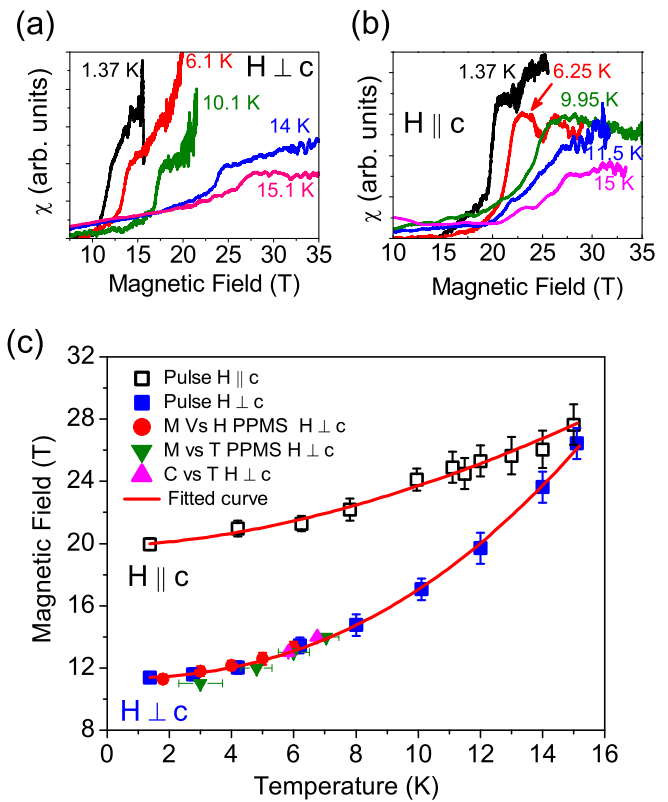 (a)
χ (arb. units)
1.37 K
6.1 K
H ⊥ c
10.1 K
14 K
15.1 K
10 15 20 25 30 35
Magnetic Field (T)
(b)
χ (arb. units)
1.37 K
6.25 K
9.95 K
H || c
11.5 K
15 K
10 15 20 25 30 35
Magnetic Field (T)
(c)
Magnetic Field (T)
32
28
24
20
16
12
8
Pulse H || c
Pulse H ⊥ c
M Vs H PPMS H ⊥ c
M vs T PPMS H ⊥ c
C vs T H ⊥ c
Fitted curve
H || c
H ⊥ c
0 2 4 6 8 10 12 14 16
Temperature (K)